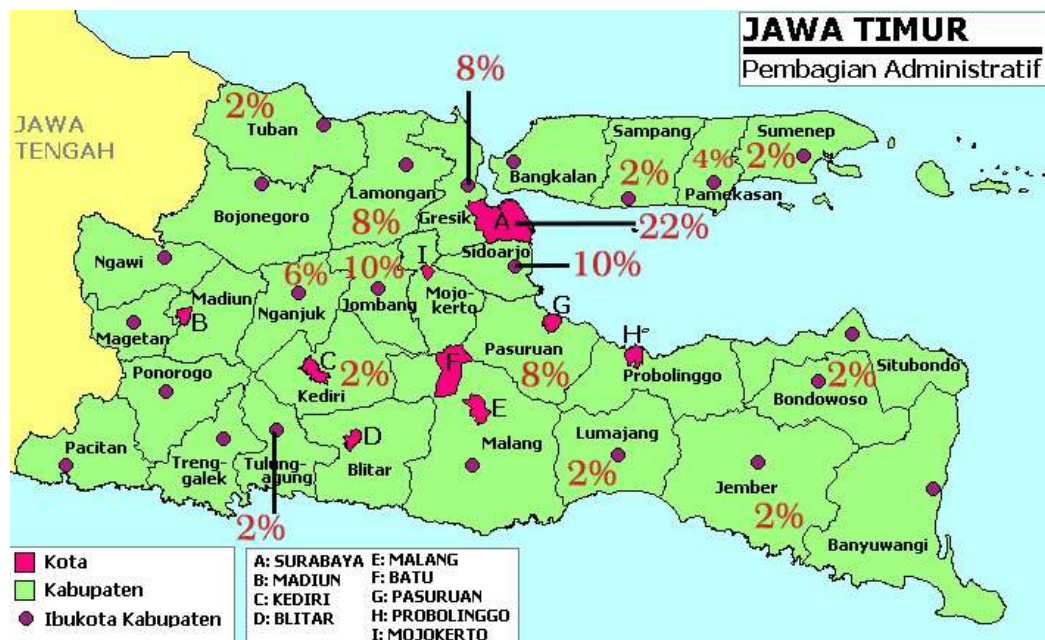 JAWA TIMUR
Pembagian Administratif
8%
JAWA
TENGAH
2%
Tuban
Sampang
Sumenep
Lamongan
Bangkalan
2%
4%
2%
Pamekasan
Bojonegoro
8%
Gresik
A
22%
Ngawi
I
Sidoarjo
10%
6%
10%
Madiun
Nganjuk
Jombang
Mojo-
kerto
G
Magetan
B
H
Pasuruan
Situbondo
Ponorogo
C
2%
F
8%
Probolinggo
2%
Kediri
Bondowoso
E
Pacitan
Treng-
galek
Tulung-
agung
D
Blitar
Malang
Lumajang
2%
Jember
2%
2%
Banyuwangi
Kota
Kabupaten
Ibukota Kabupaten
A: SURABAYA
B: MADIUN
C: KEDIRI
D: BLITAR
E: MALANG
F: BATU
G: PASURUAN
H: PROBOLINGGO
I: MOJOKERTO